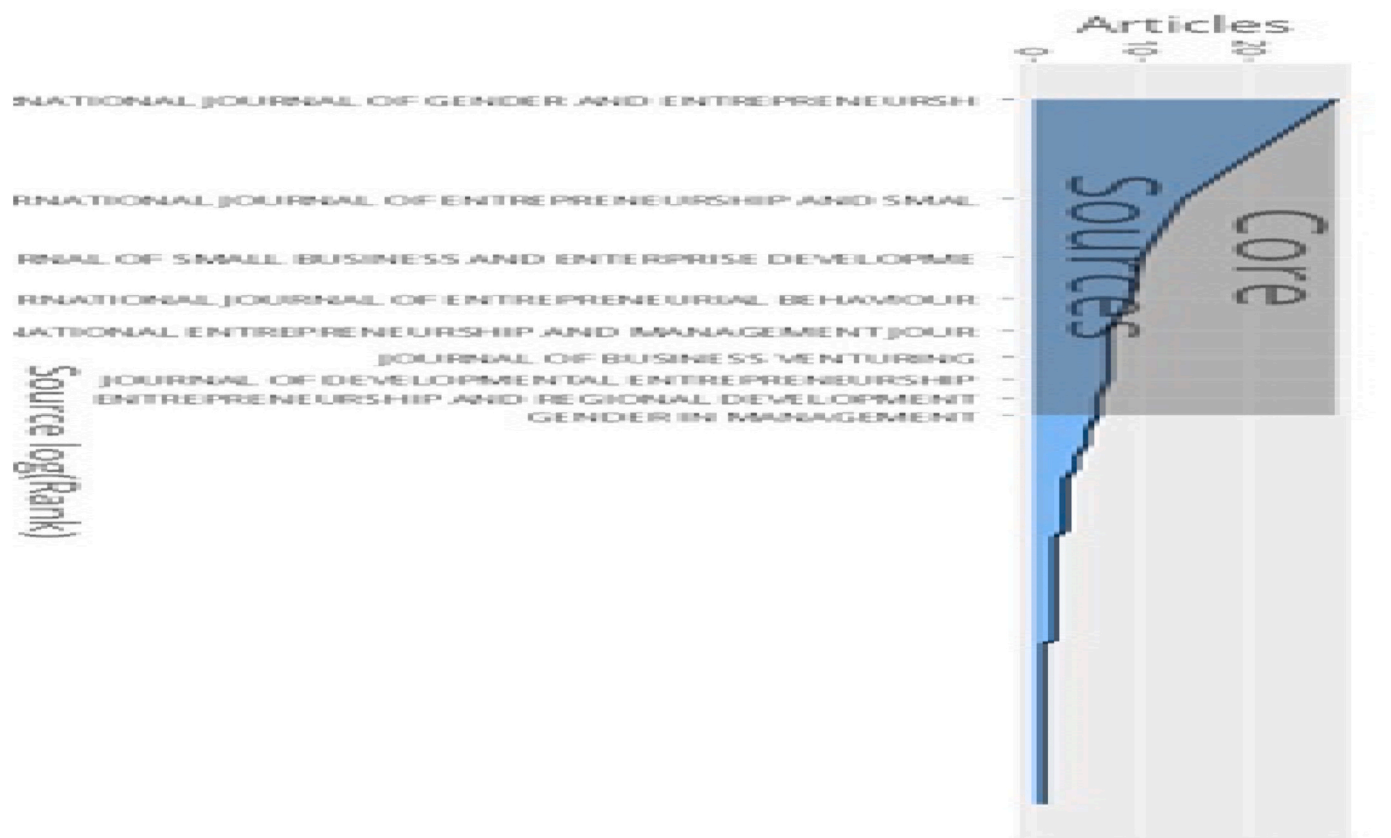 Articles
0 10 20
NATIONAL JOURNAL OF GENDER AND ENTREPRENEURSH
RNATIONAL JOURNAL OF ENTREPRENEURSHIP AND SMAL
RNAL OF SMALL BUSINESS AND ENTERPRISE DEVELOPME
RNATIONAL JOURNAL OF ENTREPRENEURIAL BEHAVIOUR
NATIONAL ENTREPRENEURSHIP AND MANAGEMENT JOUR
JOURNAL OF BUSINESS VENTURING
JOURNAL OF DEVELOPMENTAL ENTREPRENEURSHIP
ENTREPRENEURSHIP AND REGIONAL DEVELOPMENT
GENDER IN MANAGEMENT
Core
Sources
Source log(Rank)